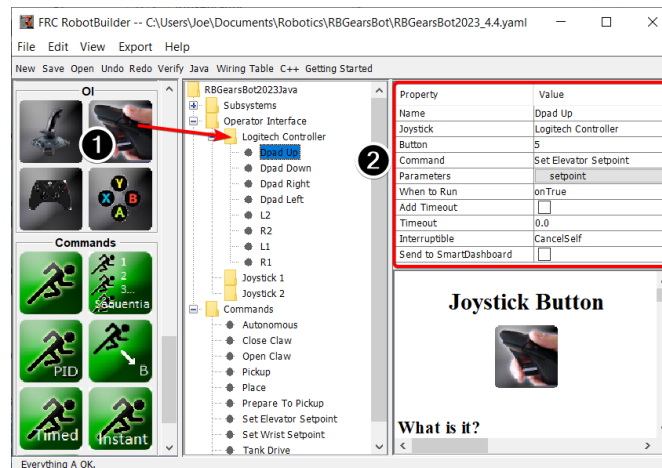 FRC RobotBuilder -- C:\Users\Joe\Documents\Robotics\RBGearsBot\RBGearsBot2023_4.4.yaml
File Edit View Export Help
New Save Open Undo Redo Verify Java Wiring Table C++ Getting Started
OI
1
Y
X B
A
Commands
1
2
3...
Sequentia
PID
B
Timed
Instant
RBGearsBot2023Java
Subsystems
Operator Interface
Logitech Controller
Dpad Up
Dpad Down
Dpad Right
Dpad Left
L2
R2
L1
R1
Joystick 1
Joystick 2
Commands
Autonomous
Close Claw
Open Claw
Pickup
Place
Prepare To Pickup
Set Elevator Setpoint
Set Wrist Setpoint
Tank Drive
2
Property Value
Name Dpad Up
Joystick Logitech Controller
Button 5
Command Set Elevator Setpoint
Parameters setpoint
When to Run onTrue
Add Timeout
Timeout 0.0
Interruptible CancelSelf
Send to SmartDashboard
Joystick Button
What is it?
Everything A OK.